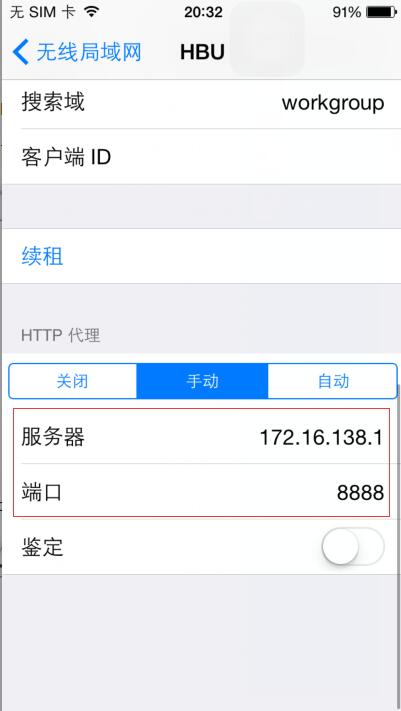 无 SIM 卡 20:32 91%
无线局域网 HBU
搜索域 workgroup
客户端 ID
续租
HTTP 代理
关闭 手动 自动
服务器 172.16.138.1
端口 8888
鉴定